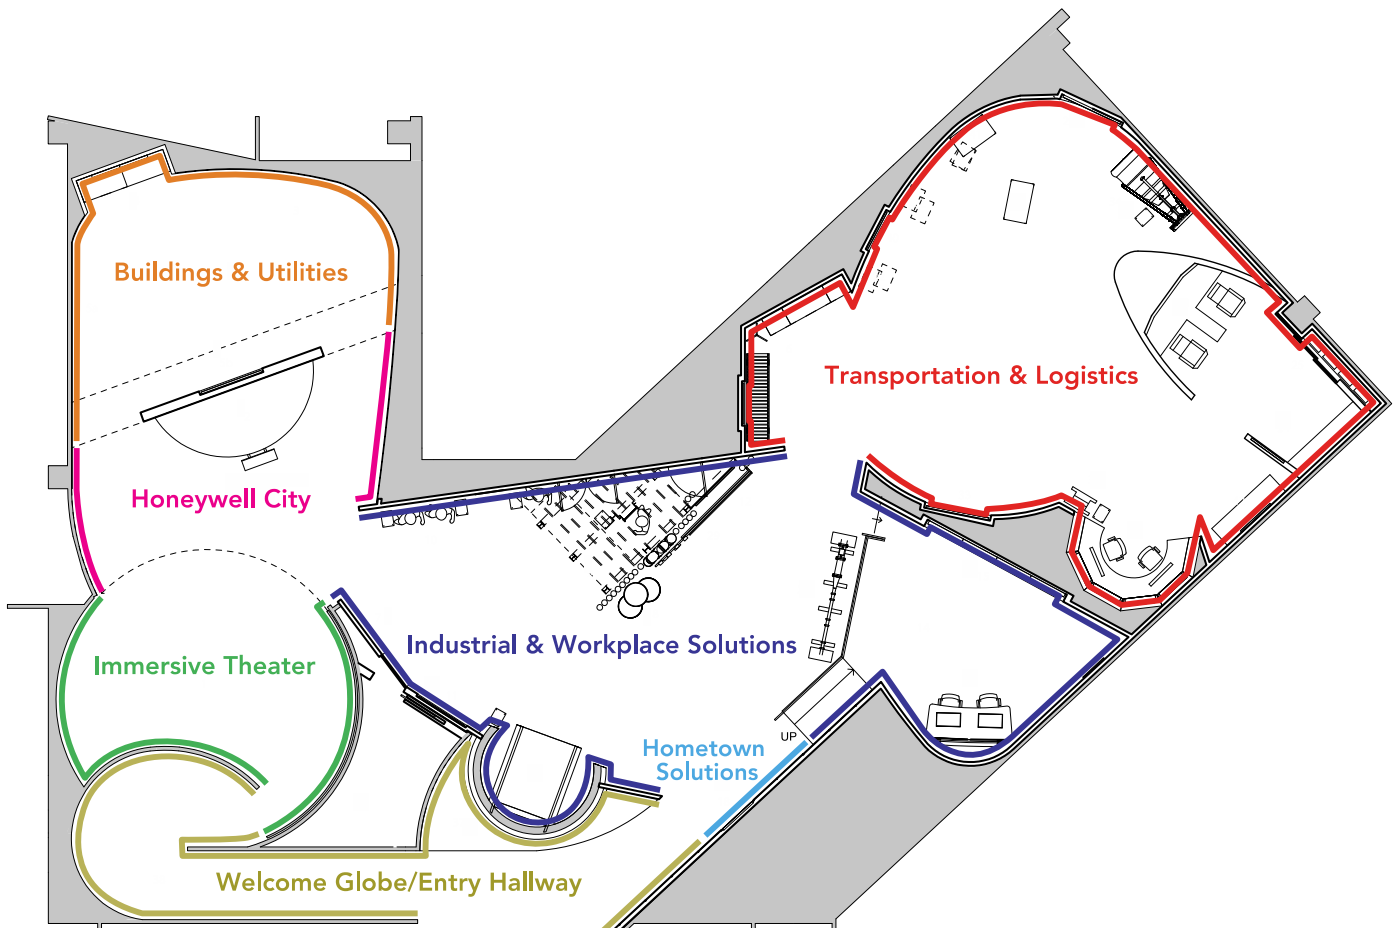 Buildings & Utilities
Transportation & Logistics
Honeywell City
Industrial & Workplace Solutions
Immersive Theater
UP
Hometown
Solutions
Welcome Globe/Entry Hallway